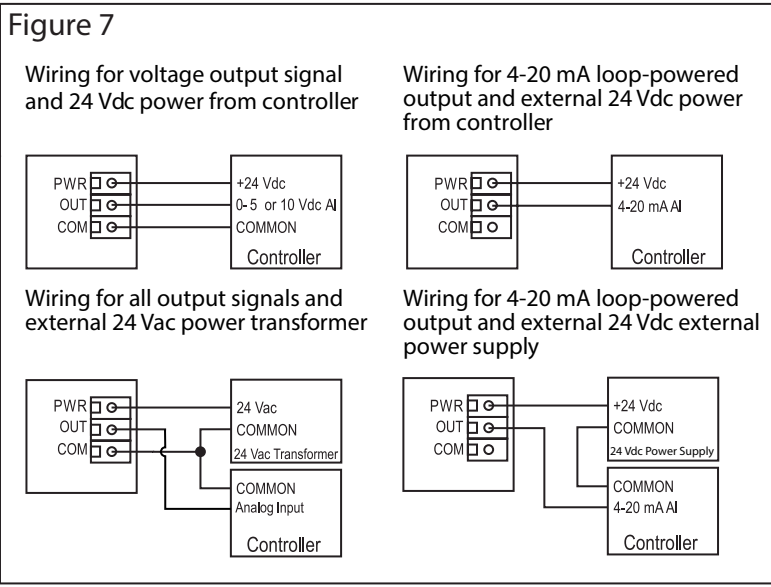 Figure 7
Wiring for voltage output signal
and 24 Vdc power from controller
PWR
OUT
COM
+24 Vdc
0-5 or 10 Vdc AI
COMMON
Controller
Wiring for 4-20 mA loop-powered
output and external 24 Vdc power
from controller
PWR
OUT
COM
+24 Vdc
4-20 mA AI
Controller
Wiring for all output signals and
external 24 Vac power transformer
PWR
OUT
COM
24 Vac
COMMON
24 Vac Transformer
COMMON
Analog Input
Controller
Wiring for 4-20 mA loop-powered
output and external 24 Vdc external
power supply
PWR
OUT
COM
+24 Vdc
COMMON
24 Vdc Power Supply
COMMON
4-20 mA AI
Controller